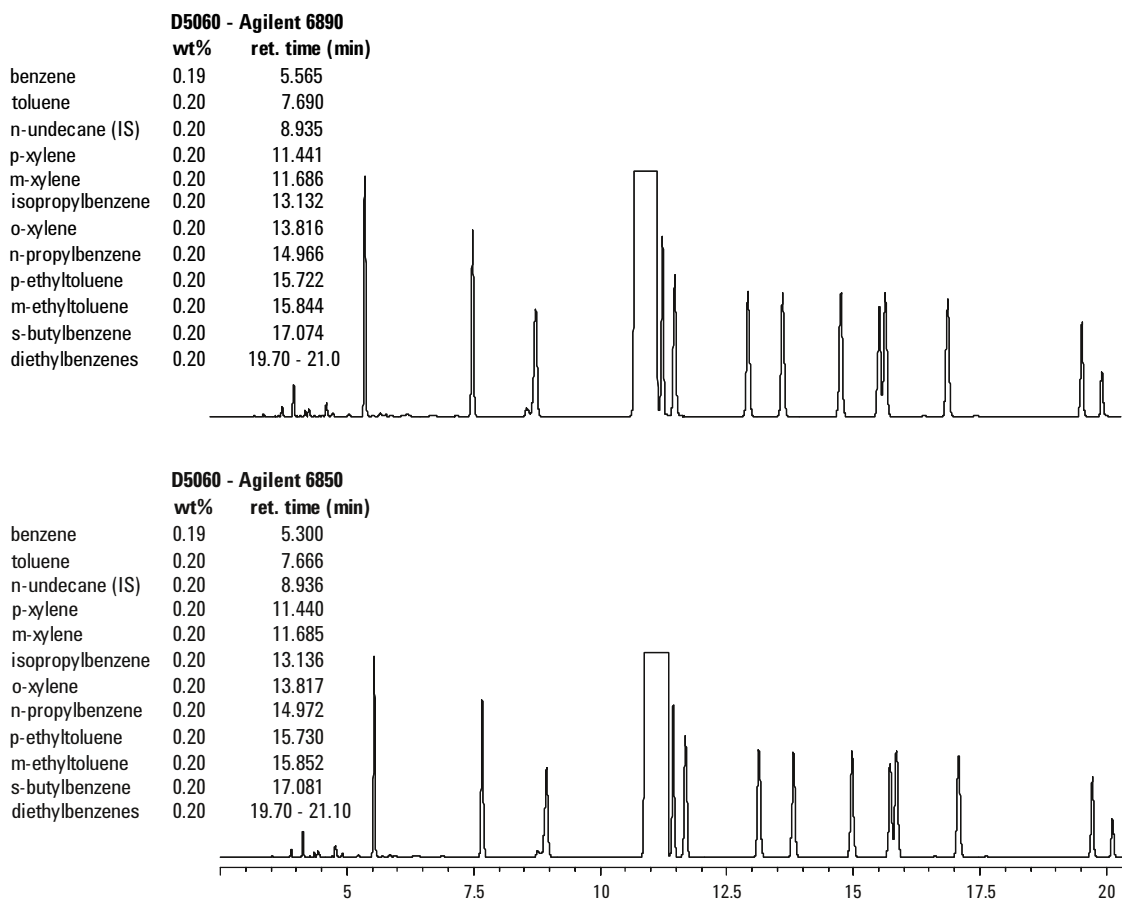 D5060 - Agilent 6890
wt% ret. time (min)
benzene 0.19 5.565
toluene 0.20 7.690
n-undecane (IS) 0.20 8.935
p-xylene 0.20 11.441
m-xylene 0.20 11.686
isopropylbenzene 0.20 13.132
o-xylene 0.20 13.816
n-propylbenzene 0.20 14.966
p-ethyltoluene 0.20 15.722
m-ethyltoluene 0.20 15.844
s-butylbenzene 0.20 17.074
diethylbenzenes 0.20 19.70 - 21.0
D5060 - Agilent 6850
wt% ret. time (min)
benzene 0.19 5.300
toluene 0.20 7.666
n-undecane (IS) 0.20 8.936
p-xylene 0.20 11.440
m-xylene 0.20 11.685
isopropylbenzene 0.20 13.136
o-xylene 0.20 13.817
n-propylbenzene 0.20 14.972
p-ethyltoluene 0.20 15.730
m-ethyltoluene 0.20 15.852
s-butylbenzene 0.20 17.081
diethylbenzenes 0.20 19.70 - 21.10
5 7.5 10 12.5 15 17.5 20